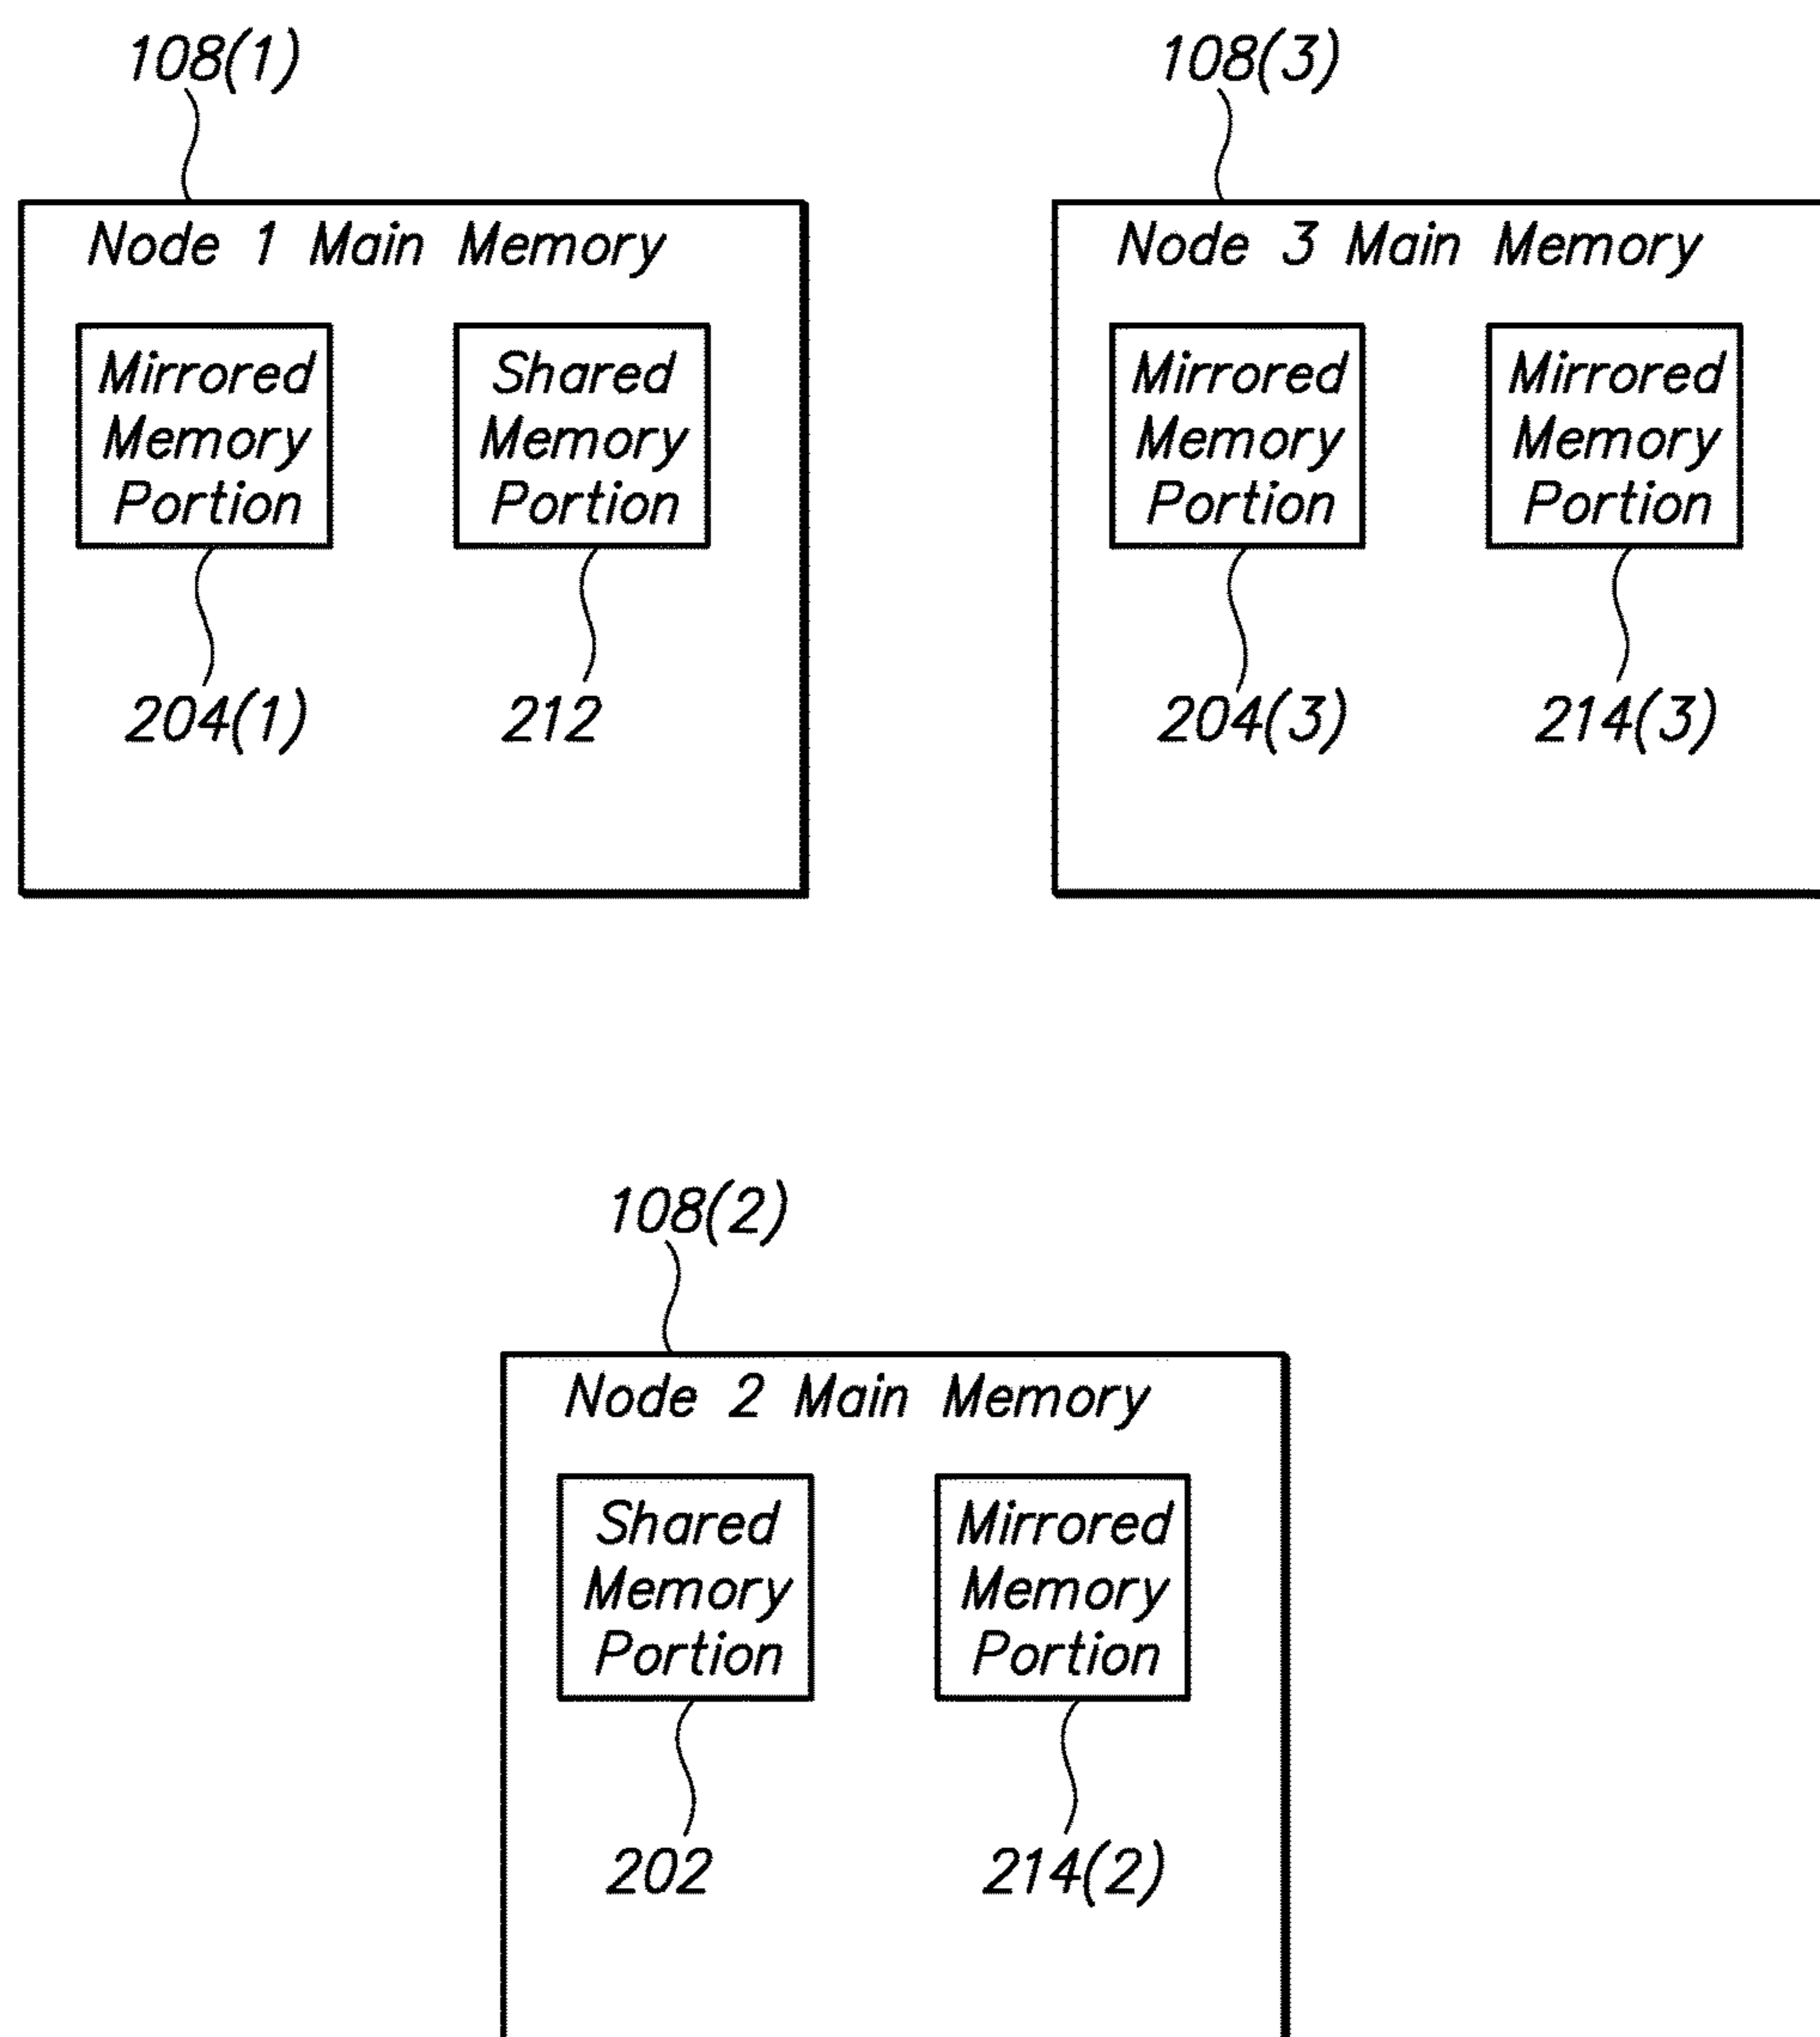 108(1)
Node 1 Main Memory
Mirrored
Memory
Portion
Shared
Memory
Portion
204(1)
212
108(3)
Node 3 Main Memory
Mirrored
Memory
Portion
Mirrored
Memory
Portion
204(3)
214(3)
108(2)
Node 2 Main Memory
Shared
Memory
Portion
Mirrored
Memory
Portion
202
214(2)